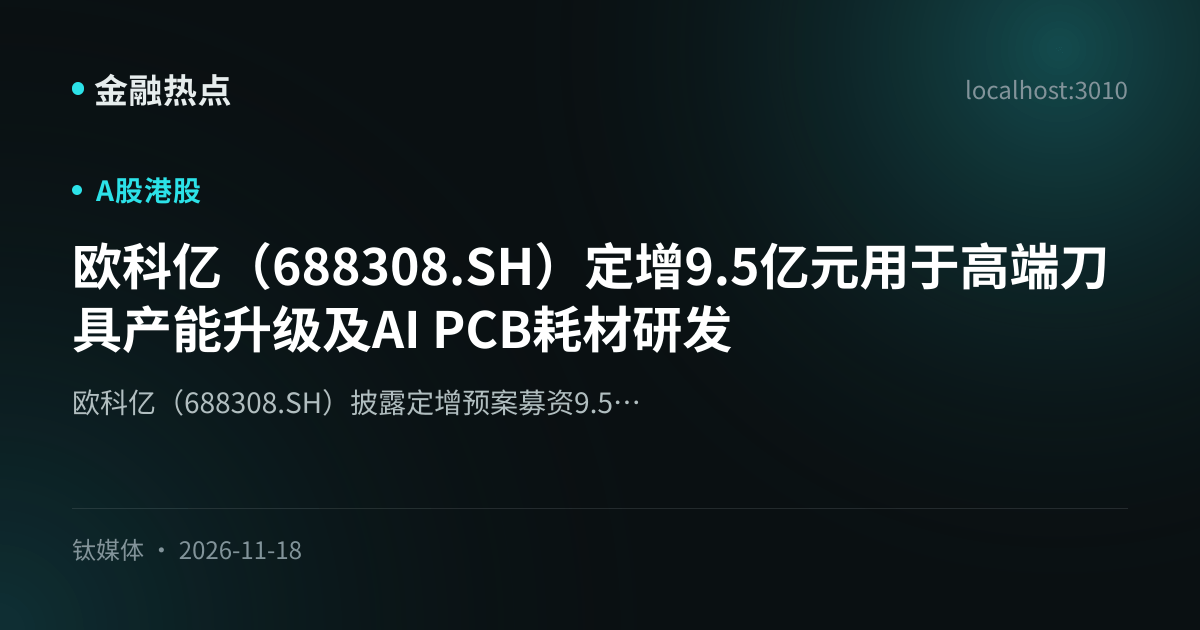 金融热点
localhost:3010
A股港股
欧科亿（688308.SH）定增9.5亿元用于高端刀
具产能升级及AI PCB耗材研发
欧科亿（688308.SH）披露定增预案募资9.5…
钛媒体 · 2026-11-18